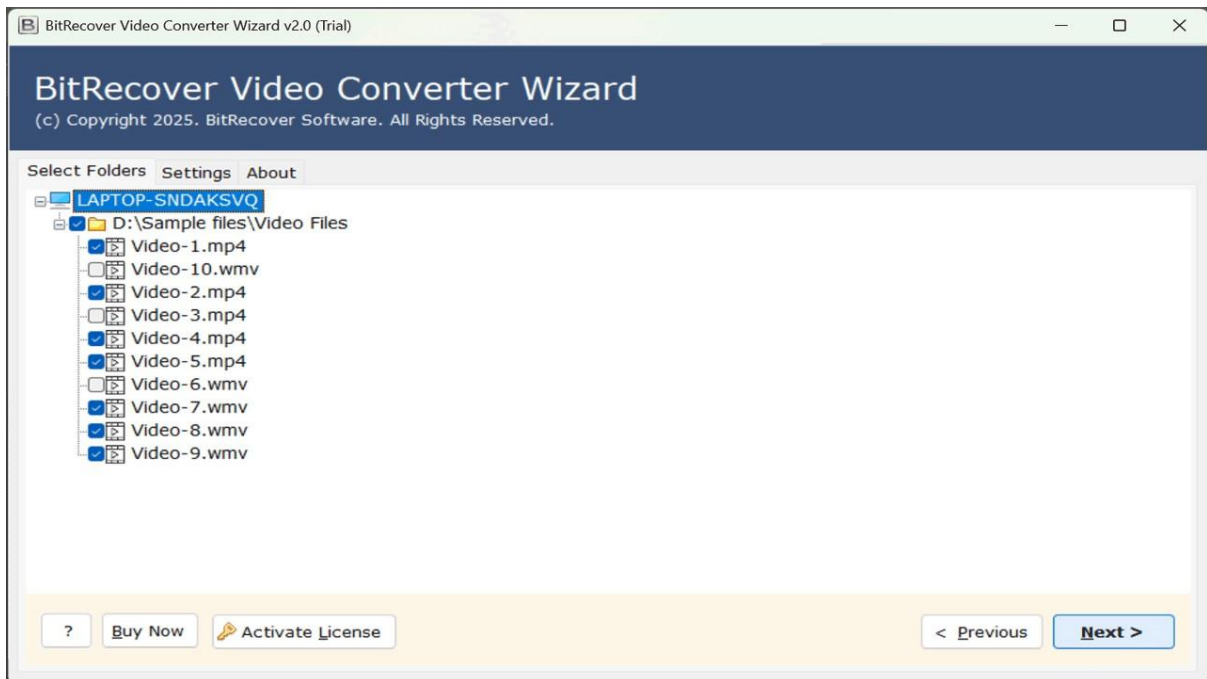 BitRecover Video Converter Wizard v2.0 (Trial)
BitRecover Video Converter Wizard
(c) Copyright 2025. BitRecover Software. All Rights Reserved.
Select Folders Settings About
LAPTOP-SNDAKSVQ
D:\Sample files\Video Files
Video-1.mp4
Video-10.wmv
Video-2.mp4
Video-3.mp4
Video-4.mp4
Video-5.mp4
Video-6.wmv
Video-7.wmv
Video-8.wmv
Video-9.wmv
? Buy Now Activate License < Previous Next >